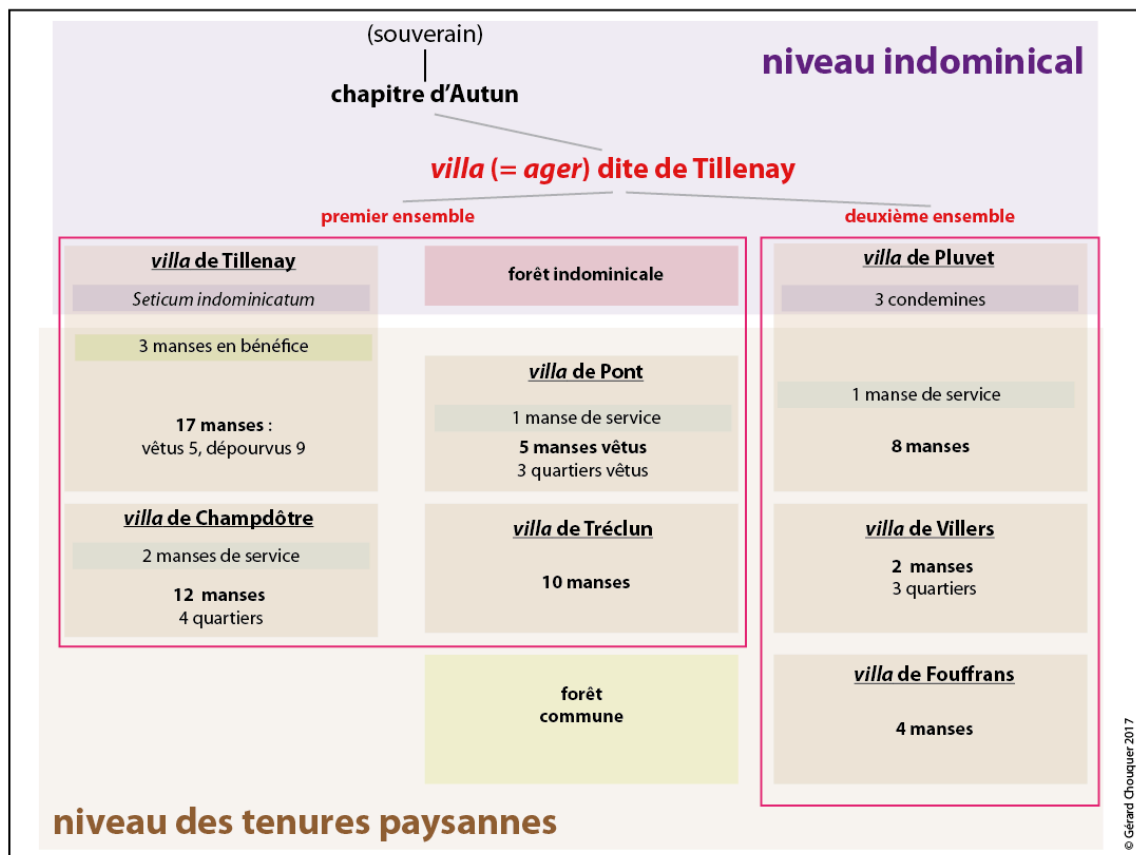 (souverain)
niveau indominical
chapitre d'Autun
villa (= ager) dite de Tillenay
premier ensemble
deuxième ensemble
villa de Tillenay
Seticum indominicatum
3 manses en bénéfice
17 manses :
vêtus 5, dépourvus 9
forêt indominicale
villa de Pont
1 manse de service
5 manses vêtus
3 quartiers vêtus
villa de Champdôtre
2 manses de service
12 manses
4 quartiers
villa de Tréclun
10 manses
villa de Pluvet
3 condemines
1 manse de service
8 manses
villa de Villers
2 manses
3 quartiers
villa de Fouffrans
4 manses
forêt
commune
niveau des tenures paysannes
© Gérard Chouquer 2017